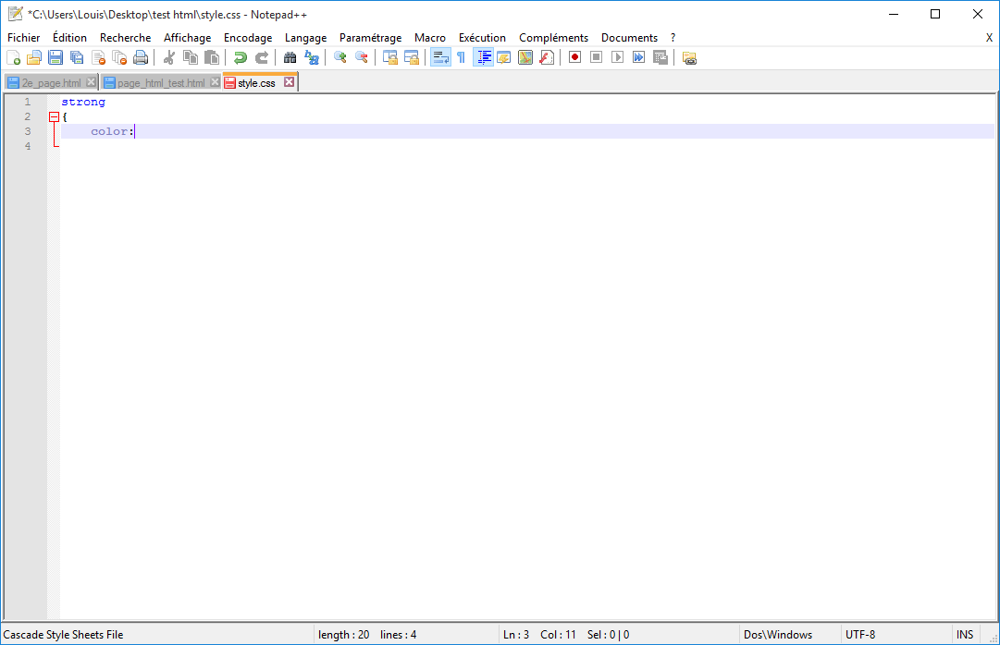 *C:\Users\Louis\Desktop\test html\style.css - Notepad++
Fichier Édition Recherche Affichage Encodage Langage Paramétrage Macro Exécution Compléments Documents ? X
2e_page.html page_html_test.html style.css
1 strong
2 {
3 color:
4
Cascade Style Sheets File length : 20 lines : 4 Ln : 3 Col : 11 Sel : 0 | 0 Dos\Windows UTF-8 INS